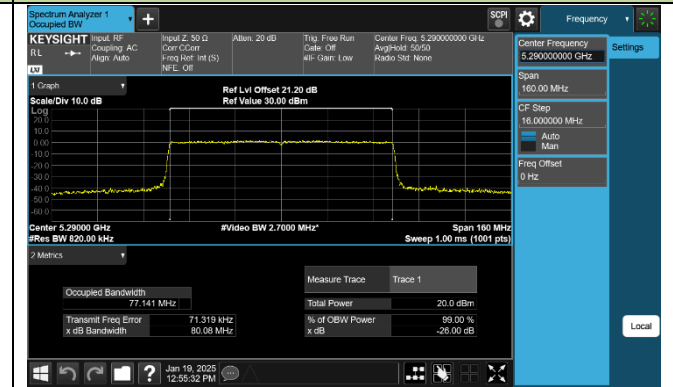 Spectrum Analyzer 1
Occupied BW
+
SCPI
Frequency
KEYSIGHT
RL
LXI
Input: RF
Coupling: AC
Align: Auto
Input Z: 50 Ω
Corr CCorr
Freq Ref: Int (S)
NFE: Off
Atten: 20 dB
Trig: Free Run
Gate: Off
#IF Gain: Low
Center Freq: 5.290000000 GHz
Avg|Hold: 50/50
Radio Std: None
Center Frequency
5.290000000 GHz
Settings
Span
160.00 MHz
CF Step
16.000000 MHz
Auto
Man
Freq Offset
0 Hz
Local
1 Graph
Scale/Div 10.0 dB
Ref Lvl Offset 21.20 dB
Ref Value 30.00 dBm
Log
20.0
10.0
0.00
-10.0
-20.0
-30.0
-40.0
-50.0
-60.0
Center 5.29000 GHz
#Video BW 2.7000 MHz*
Span 160 MHz
#Res BW 820.00 kHz
Sweep 1.00 ms (1001 pts)
2 Metrics
Measure Trace
Trace 1
Occupied Bandwidth
77.141 MHz
Total Power
20.0 dBm
Transmit Freq Error
71.319 kHz
% of OBW Power
99.00 %
x dB Bandwidth
80.08 MHz
x dB
-26.00 dB
?
Jan 19, 2025
12:55:32 PM